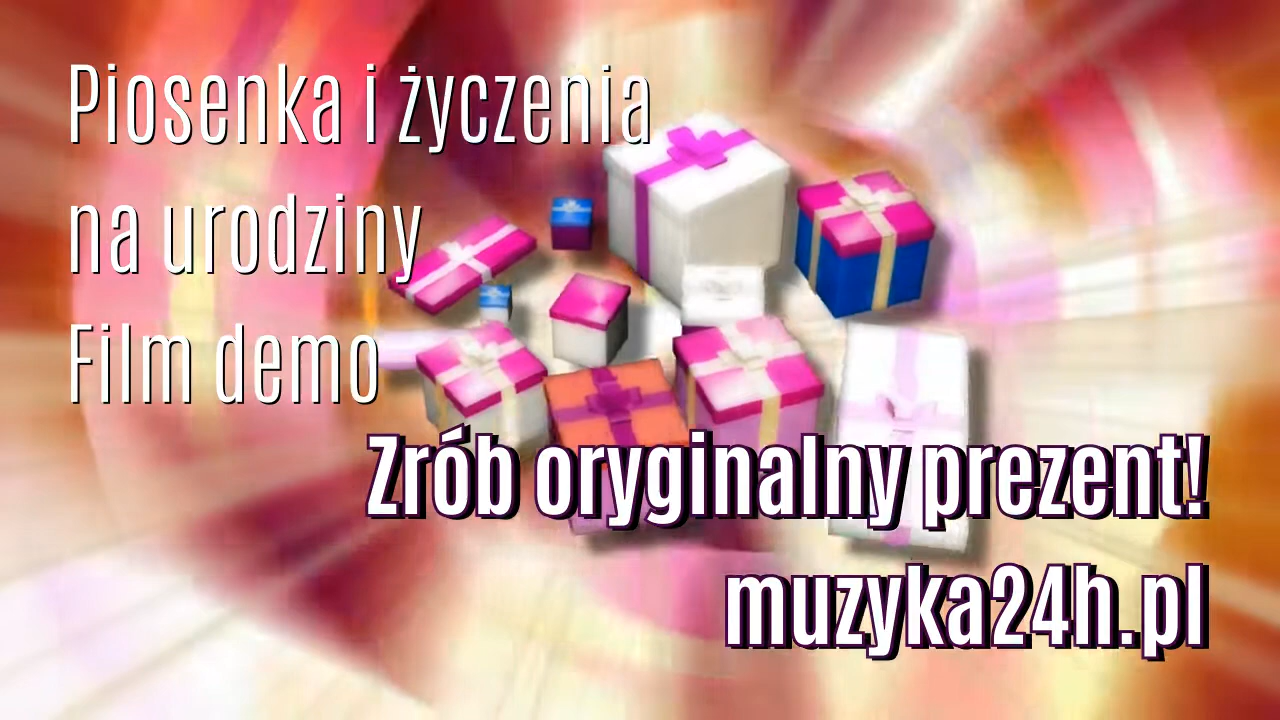 Piosenka i życzenia
na urodziny
Film demo
Zrób oryginalny prezent!
muzyka24h.pl